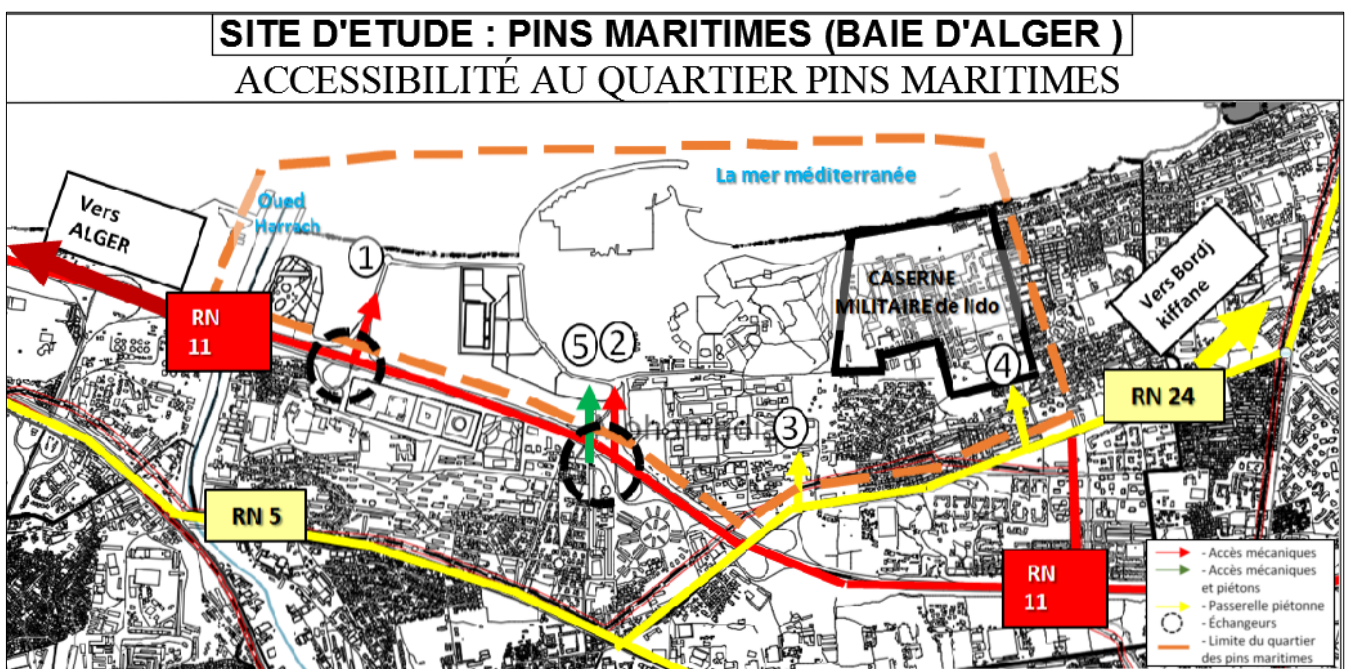 SITE D'ETUDE : PINS MARITIMES (BAIE D'ALGER )
ACCESSIBILITÉ AU QUARTIER PINS MARITIMES
La mer méditerranée
Oued
Harrach
Vers
ALGER
1
CASERNE
MILITAIRE de lido
Vers Bordj
kiffane
RN
11
5
2
4
RN 24
3
RN 5
RN
11
- Accès mécaniques
- Accès mécaniques
et piétons
- Passerelle piétonne
- Échangeurs
- Limite du quartier
des pins maritimes